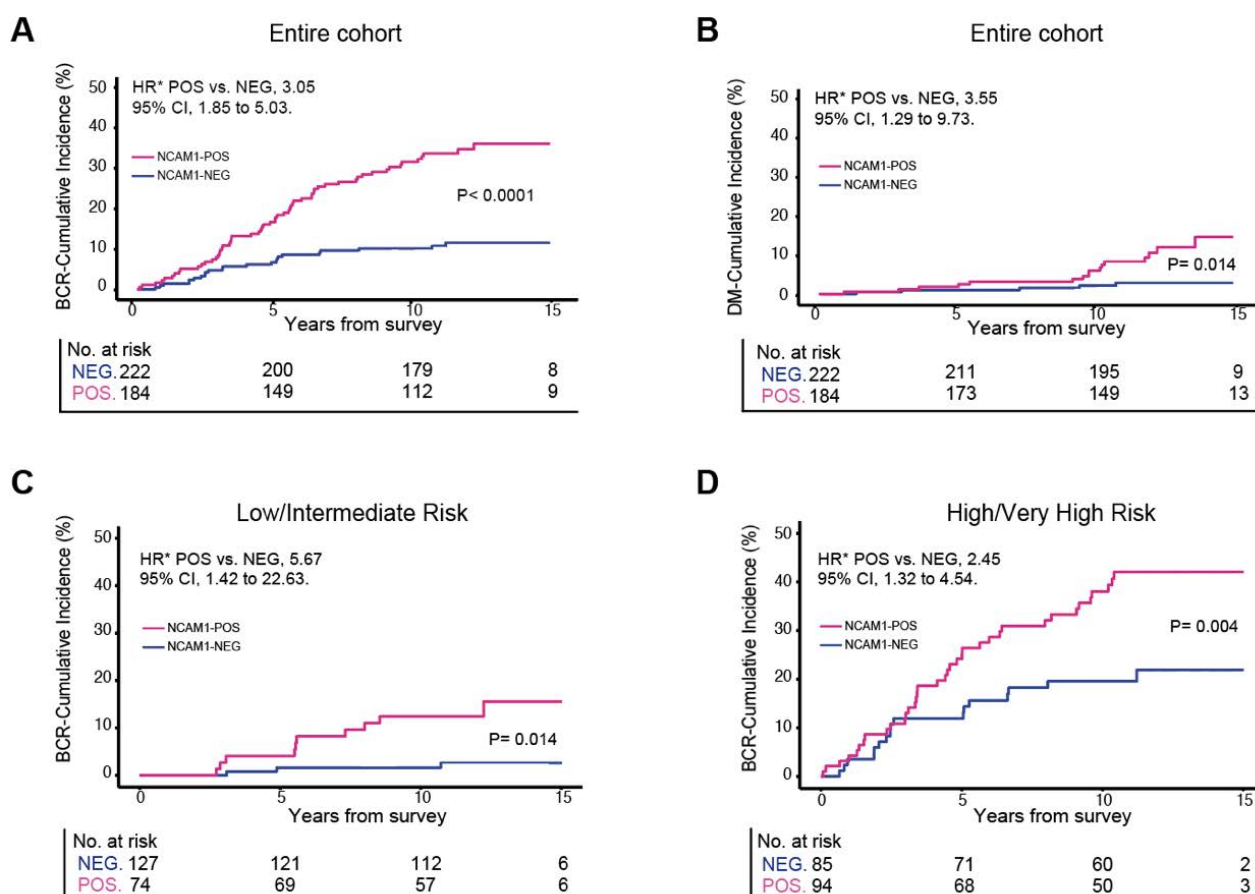 A
Entire cohort
BCR-Cumulative Incidence (%)
50
40
30
20
10
0
HR* POS vs. NEG, 3.05
95% CI, 1.85 to 5.03.
NCAM1-POS
NCAM1-NEG
P< 0.0001
0 5 10 15
Years from survey
No. at risk
NEG. 222 200 179 8
POS. 184 149 112 9
B
Entire cohort
DM-Cumulative Incidence (%)
50
40
30
20
10
0
HR* POS vs. NEG, 3.55
95% CI, 1.29 to 9.73.
NCAM1-POS
NCAM1-NEG
P= 0.014
0 5 10 15
Years from survey
No. at risk
NEG. 222 211 195 9
POS. 184 173 149 13
C
Low/Intermediate Risk
BCR-Cumulative Incidence (%)
50
40
30
20
10
0
HR* POS vs. NEG, 5.67
95% CI, 1.42 to 22.63.
NCAM1-POS
NCAM1-NEG
P= 0.014
0 5 10 15
Years from survey
No. at risk
NEG. 127 121 112 6
POS. 74 69 57 6
D
High/Very High Risk
BCR-Cumulative Incidence (%)
50
40
30
20
10
0
HR* POS vs. NEG, 2.45
95% CI, 1.32 to 4.54.
NCAM1-POS
NCAM1-NEG
P= 0.004
0 5 10 15
Years from survey
No. at risk
NEG. 85 71 60 2
POS. 94 68 50 3